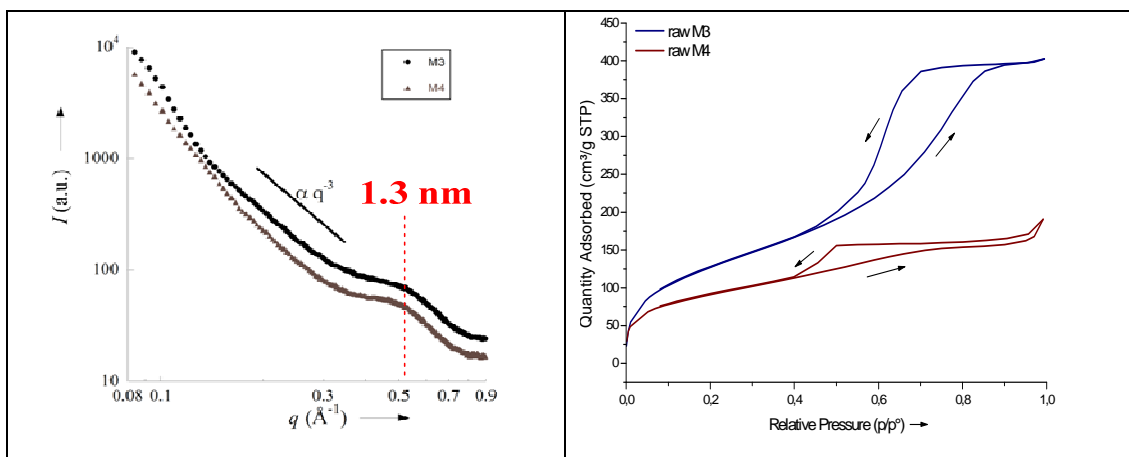 10⁴
1000
100
10
I (a.u.)
M3
M4
α q⁻³
1.3 nm
0.08 0.1 0.3 0.5 0.7 0.9
q (Å⁻¹)
450
400
350
300
250
200
150
100
50
0
Quantity Adsorbed (cm³/g STP)
raw M3
raw M4
0,0 0,2 0,4 0,6 0,8 1,0
Relative Pressure (p/p°)